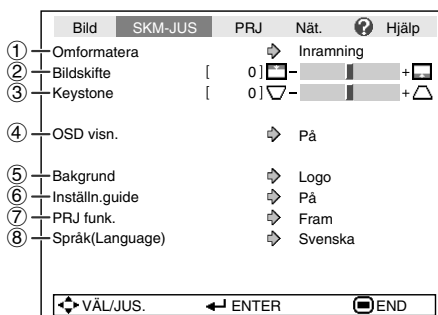 Bild SKM-JUS PRJ Nät. ? Hjälp
① Omformatera Inramning
② Bildskifte [ 0 ] - +
③ Keystone [ 0 ] - +
④ OSD visn. På
⑤ Bakgrund Logo
⑥ Inställn.guide På
⑦ PRJ funk. Fram
⑧ Språk(Language) Svenska
VÄL/JUS. ENTER END